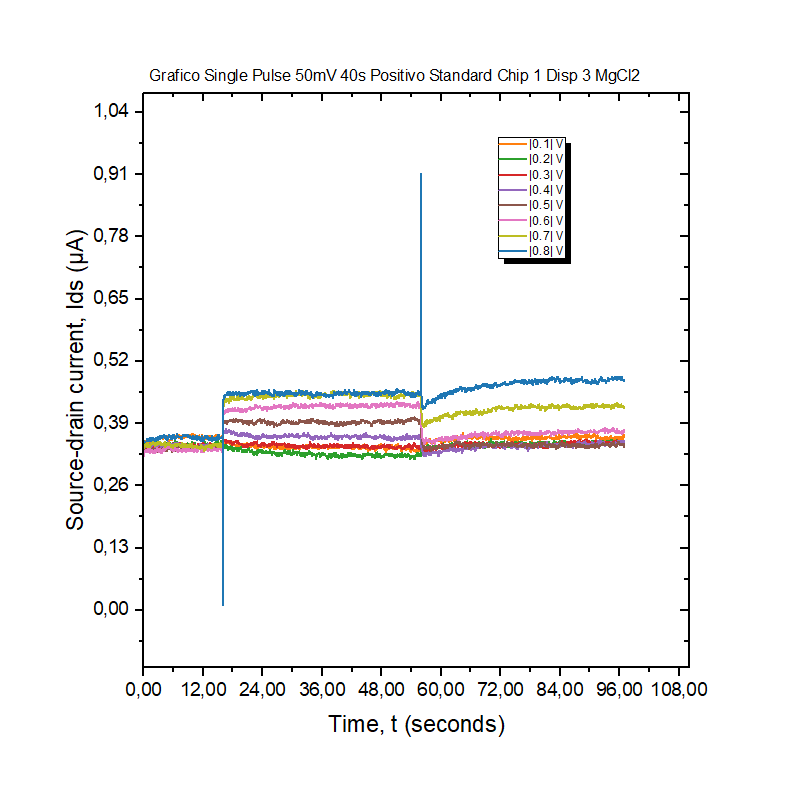 Grafico Single Pulse 50mV 40s Positivo Standard Chip 1 Disp 3 MgCl2
1,04
0,91
0,78
0,65
0,52
0,39
0,26
0,13
0,00
Source-drain current, Ids (µA)
|0.1| V
|0.2| V
|0.3| V
|0.4| V
|0.5| V
|0.6| V
|0.7| V
|0.8| V
0,00 12,00 24,00 36,00 48,00 60,00 72,00 84,00 96,00 108,00
Time, t (seconds)